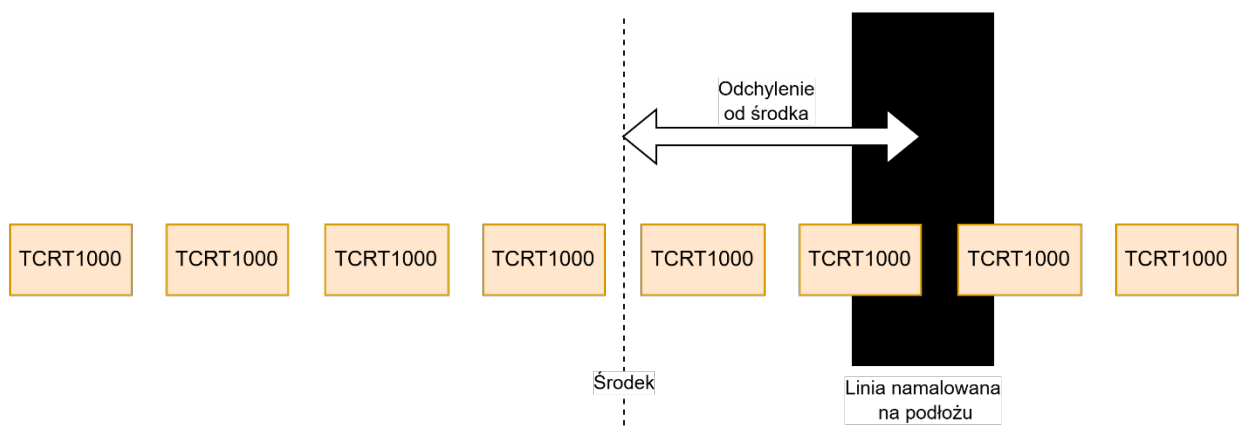 Odchylenie
od środka
TCRT1000 TCRT1000 TCRT1000 TCRT1000 TCRT1000 TCRT1000 TCRT1000 TCRT1000
Środek
Linia namalowana
na podłożu